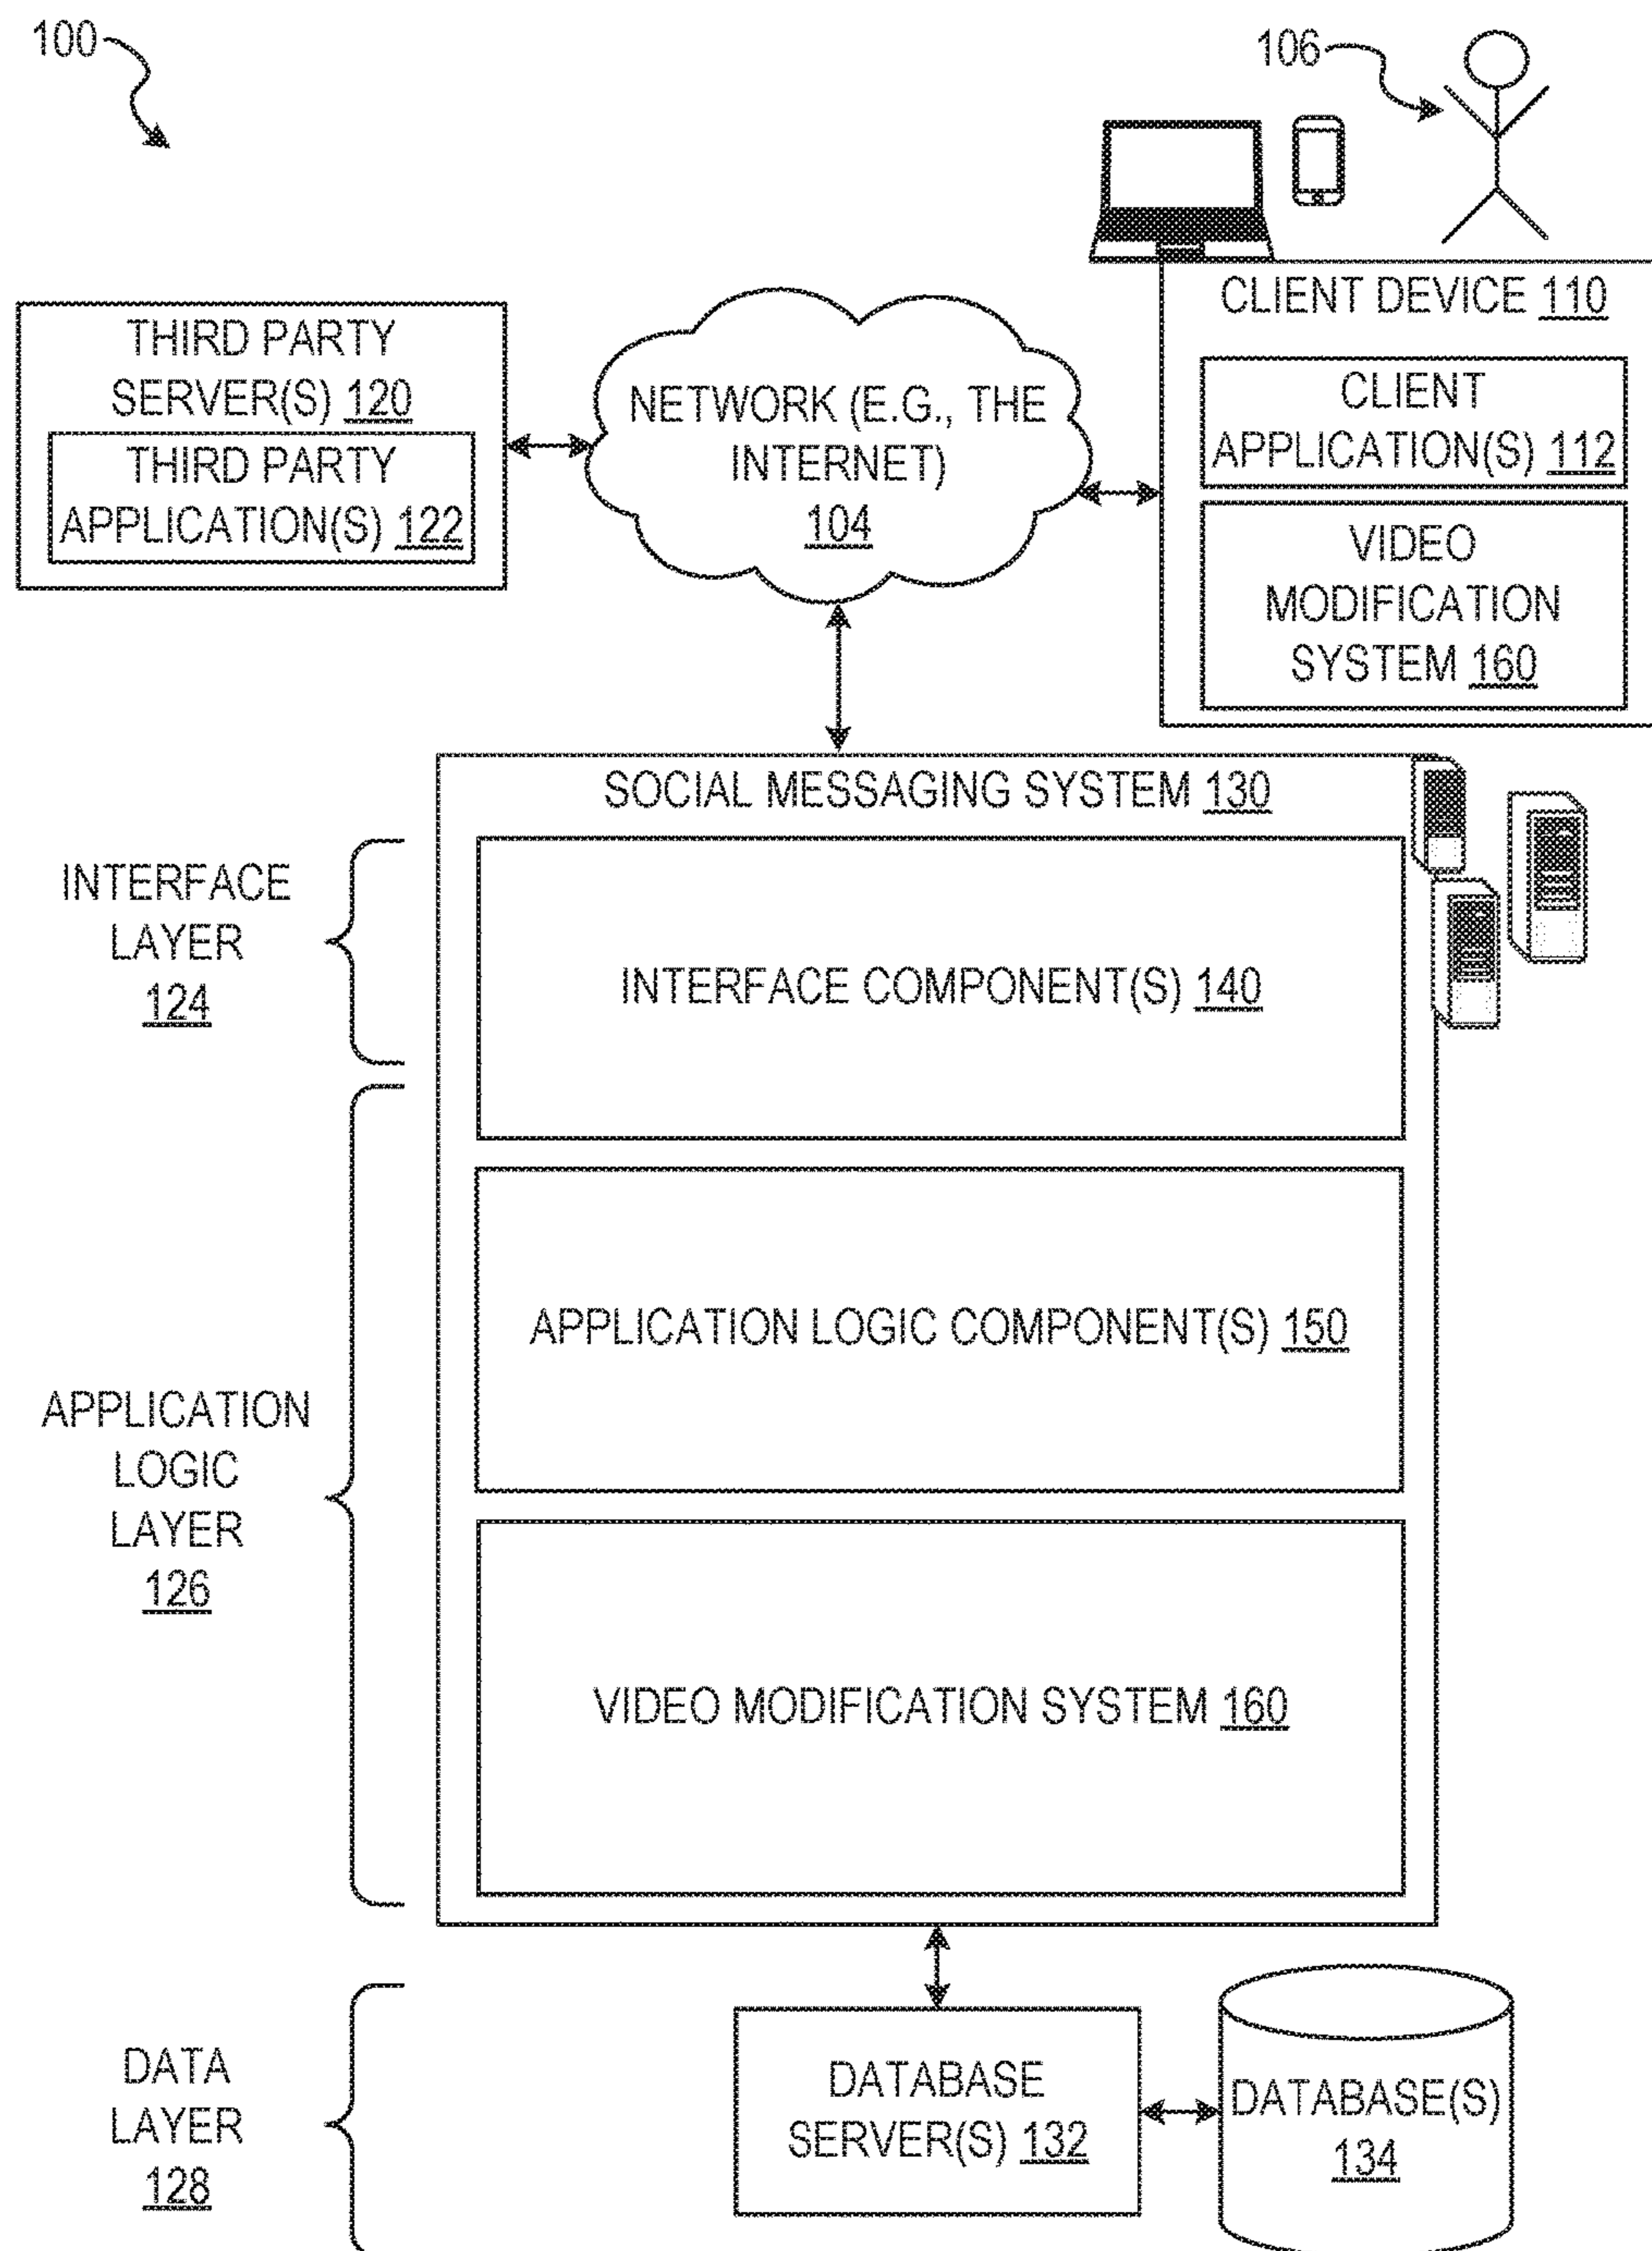 100
106
CLIENT DEVICE 110
CLIENT
APPLICATION(S) 112
VIDEO
MODIFICATION
SYSTEM 160
THIRD PARTY
SERVER(S) 120
THIRD PARTY
APPLICATION(S) 122
NETWORK (E.G., THE
INTERNET)
104
SOCIAL MESSAGING SYSTEM 130
INTERFACE
LAYER
124
INTERFACE COMPONENT(S) 140
APPLICATION LOGIC COMPONENT(S) 150
APPLICATION
LOGIC
LAYER
126
VIDEO MODIFICATION SYSTEM 160
DATA
LAYER
128
DATABASE
SERVER(S) 132
DATABASE(S)
134